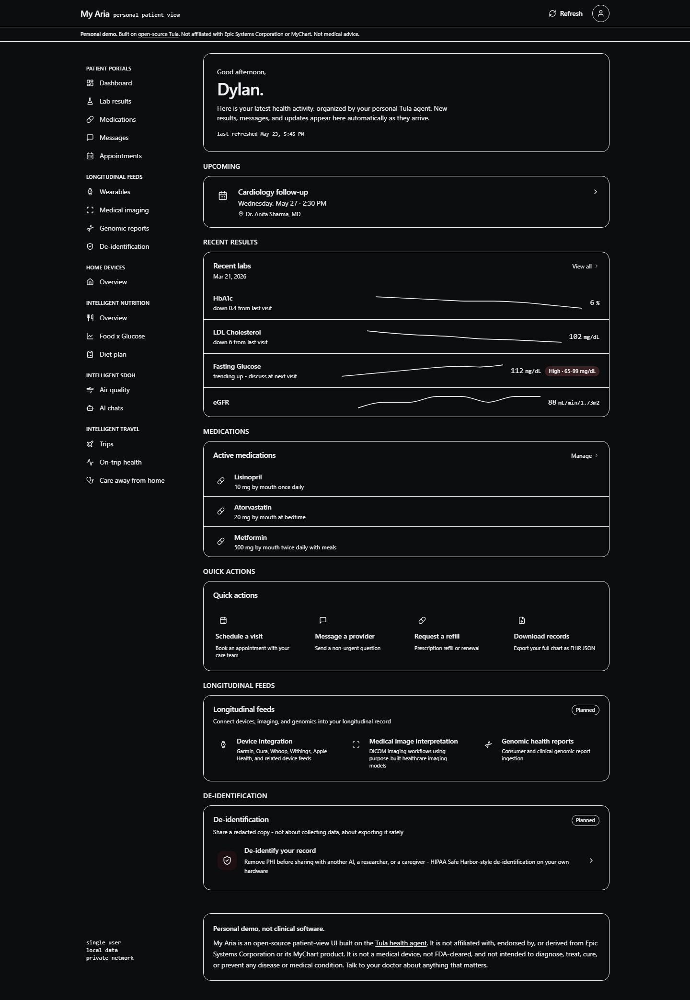 My Aria personal patient view
Refresh
Personal demo. Built on open-source Tula. Not affiliated with Epic Systems Corporation or MyChart. Not medical advice.
PATIENT PORTALS
Dashboard
Lab results
Medications
Messages
Appointments
LONGITUDINAL FEEDS
Wearables
Medical imaging
Genomic reports
De-identification
HOME DEVICES
Overview
INTELLIGENT NUTRITION
Overview
Food x Glucose
Diet plan
INTELLIGENT SDOH
Air quality
AI chats
INTELLIGENT TRAVEL
Trips
On-trip health
Care away from home
single user
local data
private network
Good afternoon,
Dylan.
Here is your latest health activity, organized by your personal Tula agent. New
results, messages, and updates appear here automatically as they arrive.
last refreshed May 23, 5:45 PM
UPCOMING
Cardiology follow-up
Wednesday, May 27 · 2:30 PM
Dr. Anita Sharma, MD
RECENT RESULTS
Recent labs
View all
Mar 21, 2026
HbA1c
down 0.4 from last visit
6 %
LDL Cholesterol
down 6 from last visit
102 mg/dL
Fasting Glucose
trending up - discuss at next visit
112 mg/dL High · 65-99 mg/dL
eGFR
88 mL/min/1.73m2
MEDICATIONS
Active medications
Manage
Lisinopril
10 mg by mouth once daily
Atorvastatin
20 mg by mouth at bedtime
Metformin
500 mg by mouth twice daily with meals
QUICK ACTIONS
Quick actions
Schedule a visit
Book an appointment with your
care team
Message a provider
Send a non-urgent question
Request a refill
Prescription refill or renewal
Download records
Export your full chart as FHIR JSON
LONGITUDINAL FEEDS
Longitudinal feeds
Planned
Connect devices, imaging, and genomics into your longitudinal record
Device integration
Garmin, Oura, Whoop, Withings, Apple
Health, and related device feeds
Medical image interpretation
DICOM imaging workflows using
purpose-built healthcare imaging
models
Genomic health reports
Consumer and clinical genomic report
ingestion
DE-IDENTIFICATION
De-identification
Planned
Share a redacted copy - not about collecting data, about exporting it safely
De-identify your record
Remove PHI before sharing with another AI, a researcher, or a caregiver - HIPAA Safe Harbor-style de-identification on your own
hardware
Personal demo, not clinical software.
My Aria is an open-source patient-view UI built on the Tula health agent. It is not affiliated with, endorsed by, or derived from Epic
Systems Corporation or its MyChart product. It is not a medical device, not FDA-cleared, and not intended to diagnose, treat, cure,
or prevent any disease or medical condition. Talk to your doctor about anything that matters.